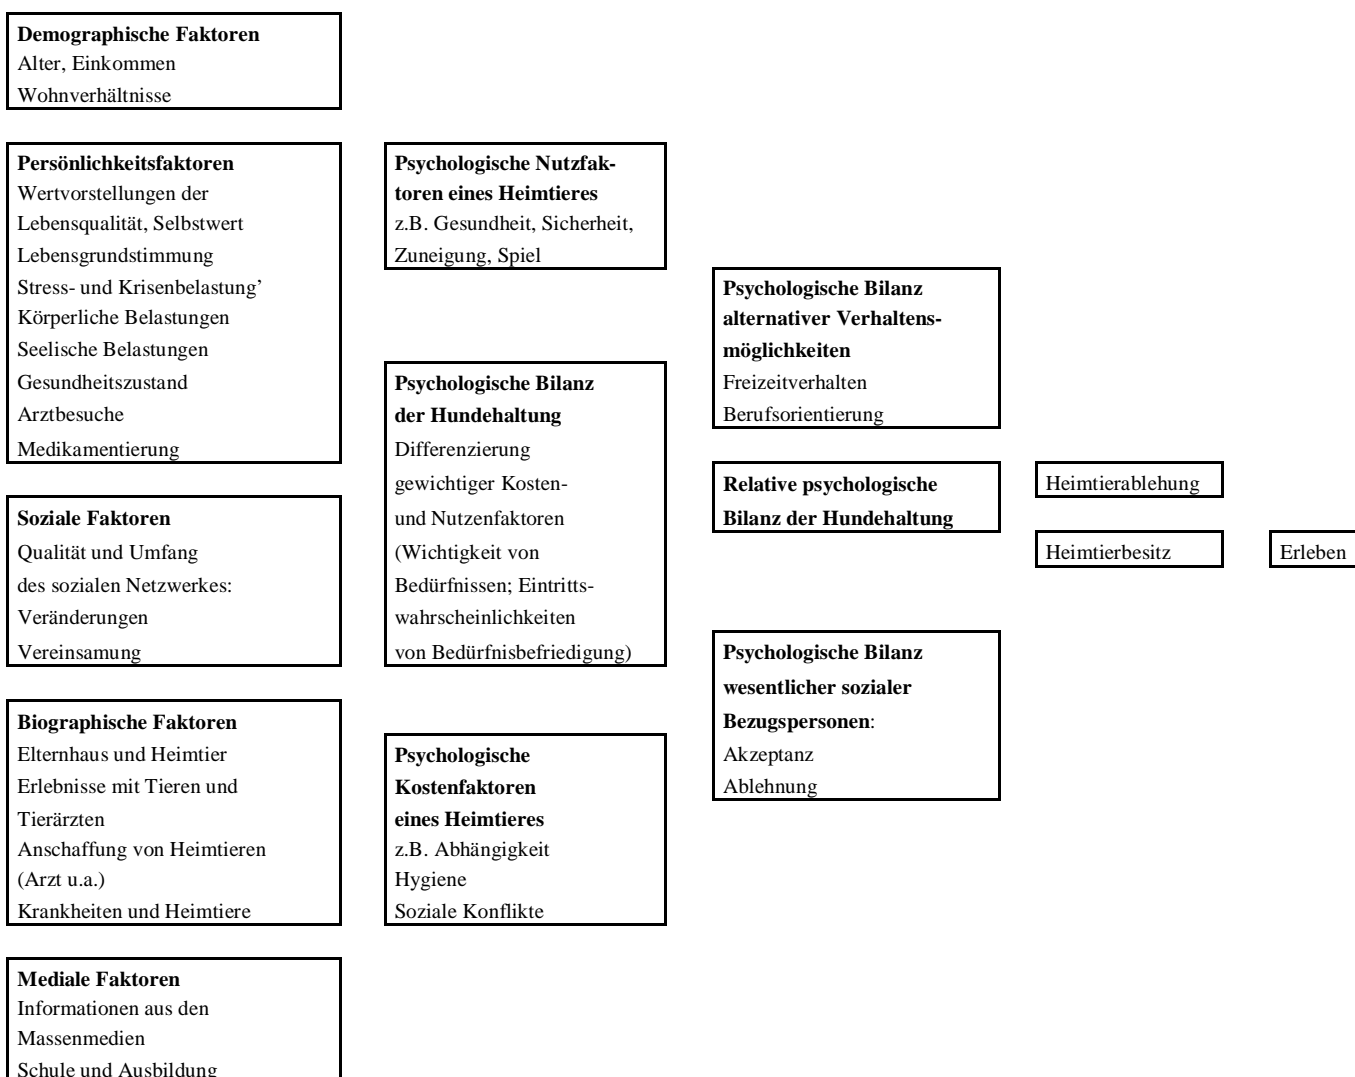 Demographische Faktoren
Alter, Einkommen
Wohnverhältnisse
Persönlichkeitsfaktoren
Wertvorstellungen der
Lebensqualität, Selbstwert
Lebensgrundstimmung
Stress- und Krisenbelastung’
Körperliche Belastungen
Seelische Belastungen
Gesundheitszustand
Arztbesuche
Medikamentierung
Soziale Faktoren
Qualität und Umfang
des sozialen Netzwerkes:
Veränderungen
Vereinsamung
Biographische Faktoren
Elternhaus und Heimtier
Erlebnisse mit Tieren und
Tierärzten
Anschaffung von Heimtieren
(Arzt u.a.)
Krankheiten und Heimtiere
Mediale Faktoren
Informationen aus den
Massenmedien
Schule und Ausbildung
Psychologische Nutzfak-
toren eines Heimtieres
z.B. Gesundheit, Sicherheit,
Zuneigung, Spiel
Psychologische Bilanz
der Hundehaltung
Differenzierung
gewichtiger Kosten-
und Nutzenfaktoren
(Wichtigkeit von
Bedürfnissen; Eintritts-
wahrscheinlichkeiten
von Bedürfnisbefriedigung)
Psychologische
Kostenfaktoren
eines Heimtieres
z.B. Abhängigkeit
Hygiene
Soziale Konflikte
Psychologische Bilanz
alternativer Verhaltens-
möglichkeiten
Freizeitverhalten
Berufsorientierung
Relative psychologische
Bilanz der Hundehaltung
Psychologische Bilanz
wesentlicher sozialer
Bezugspersonen:
Akzeptanz
Ablehnung
Heimtierablehung
Heimtierbesitz
Erleben